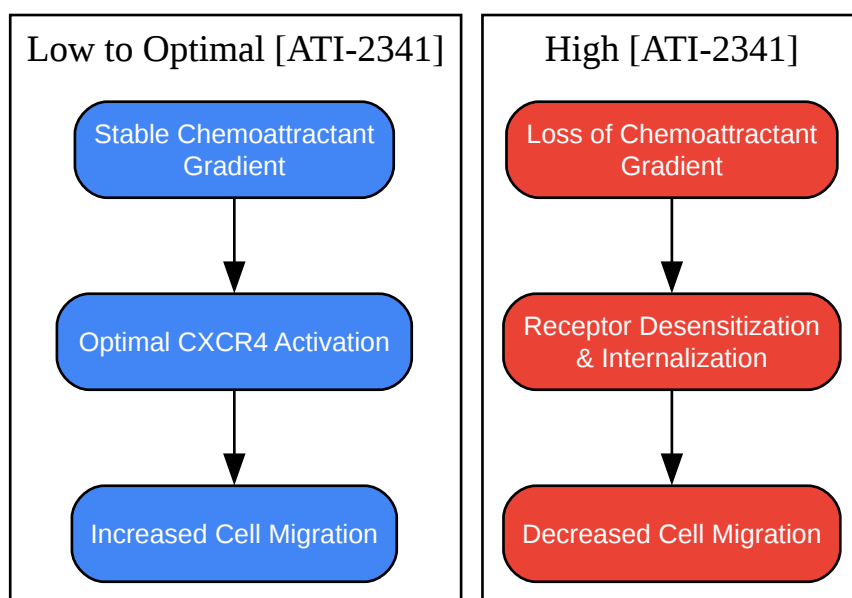 Low to Optimal [ATI-2341]
Stable Chemoattractant
Gradient
Optimal CXCR4 Activation
Increased Cell Migration
High [ATI-2341]
Loss of Chemoattractant
Gradient
Receptor Desensitization
& Internalization
Decreased Cell Migration